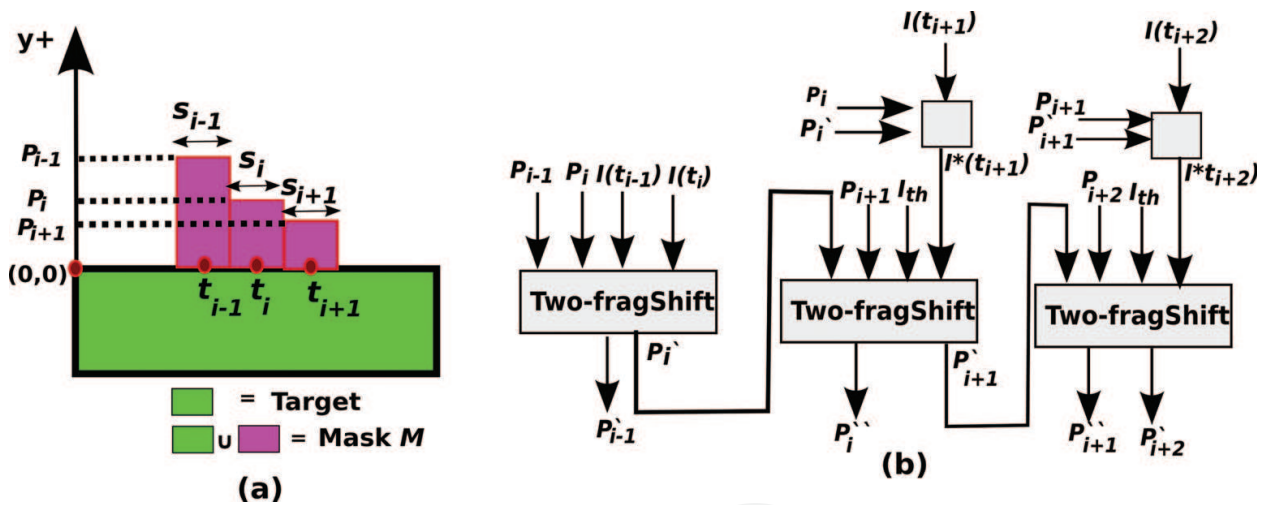 y+
S_{i-1}
P_{i-1}
S_i
P_i
S_{i+1}
P_{i+1}
(0,0)
t_{i-1} t_i t_{i+1}
= Target
∪ = Mask M
(a)
I(t_{i+1})
I(t_{i+2})
P_i
P_i`
P_{i+1}
P`_{i+1}
I*(t_{i+1})
I*t_{i+2})
P_{i-1} P_i I(t_{i-1}) I(t_i)
P_{i+1} I_{th}
P_{i+2} I_{th}
Two-fragShift
Two-fragShift
Two-fragShift
P_i`
P`_{i+1}
P`_{i-1}
P_i``
P``_{i+1}
P`_{i+2}
(b)